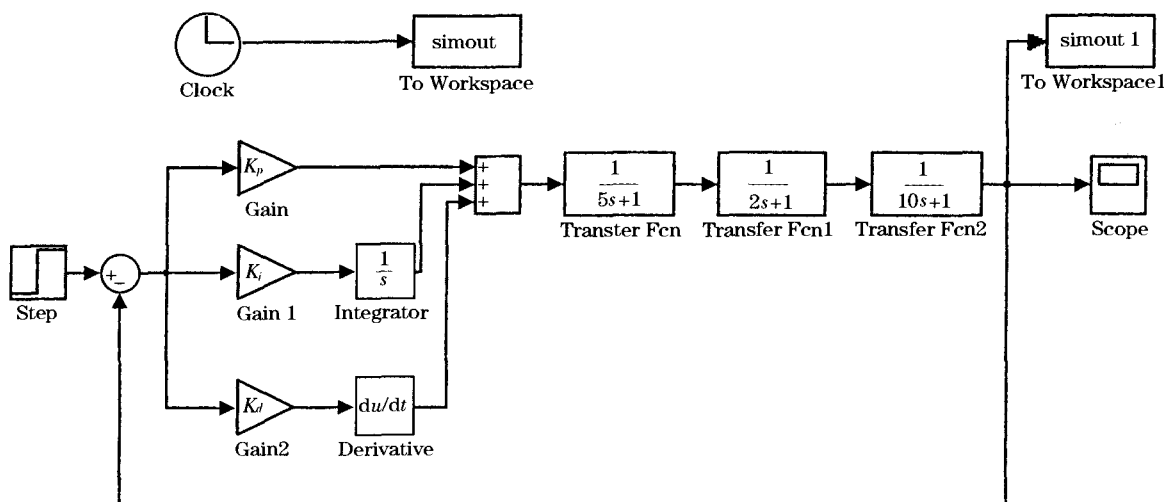 simout
simout 1
Clock
To Workspace
To Workspace1
K_p
+
+
+
1
5s+1
1
2s+1
1
10s+1
Gain
Transter Fcn
Transfer Fcn1
Transfer Fcn2
Scope
+
−
K_i
1
s
Step
Gain 1
Integrator
K_d
du/dt
Gain2
Derivative